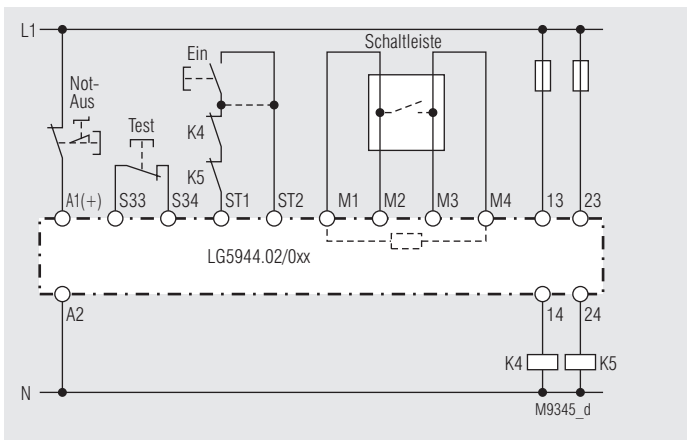 L1
Ein
Schaltleiste
Not-
Aus
Test
K4
K5
A1(+)
S33
S34
ST1
ST2
M1
M2
M3
M4
13
23
LG5944.02/0xx
A2
14
24
K4
K5
N
M9345_d